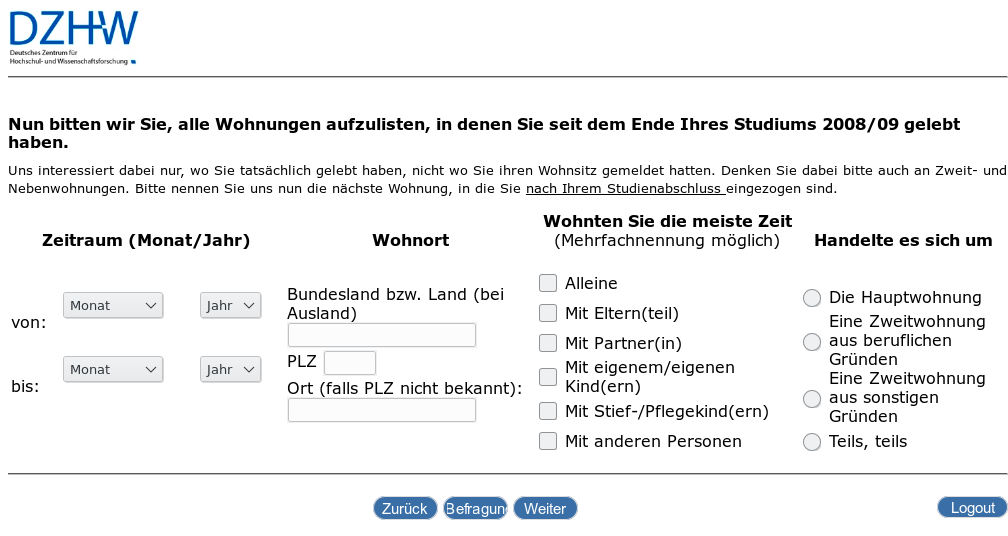 DZHW
Deutsches Zentrum für
Hochschul- und Wissenschaftsforschung
Nun bitten wir Sie, alle Wohnungen aufzulisten, in denen Sie seit dem Ende Ihres Studiums 2008/09 gelebt
haben.
Uns interessiert dabei nur, wo Sie tatsächlich gelebt haben, nicht wo Sie ihren Wohnsitz gemeldet hatten. Denken Sie dabei bitte auch an Zweit- und
Nebenwohnungen. Bitte nennen Sie uns nun die nächste Wohnung, in die Sie nach Ihrem Studienabschluss eingezogen sind.
Zeitraum (Monat/Jahr)
Wohnort
Wohnten Sie die meiste Zeit
(Mehrfachnennung möglich)
Handelte es sich um
von:
Monat
Jahr
bis:
Monat
Jahr
Bundesland bzw. Land (bei
Ausland)
PLZ
Ort (falls PLZ nicht bekannt):
Alleine
Mit Eltern(teil)
Mit Partner(in)
Mit eigenem/eigenen
Kind(ern)
Mit Stief-/Pflegekind(ern)
Mit anderen Personen
Die Hauptwohnung
Eine Zweitwohnung
aus beruflichen
Gründen
Eine Zweitwohnung
aus sonstigen
Gründen
Teils, teils
Zurück
Befragun
Weiter
Logout